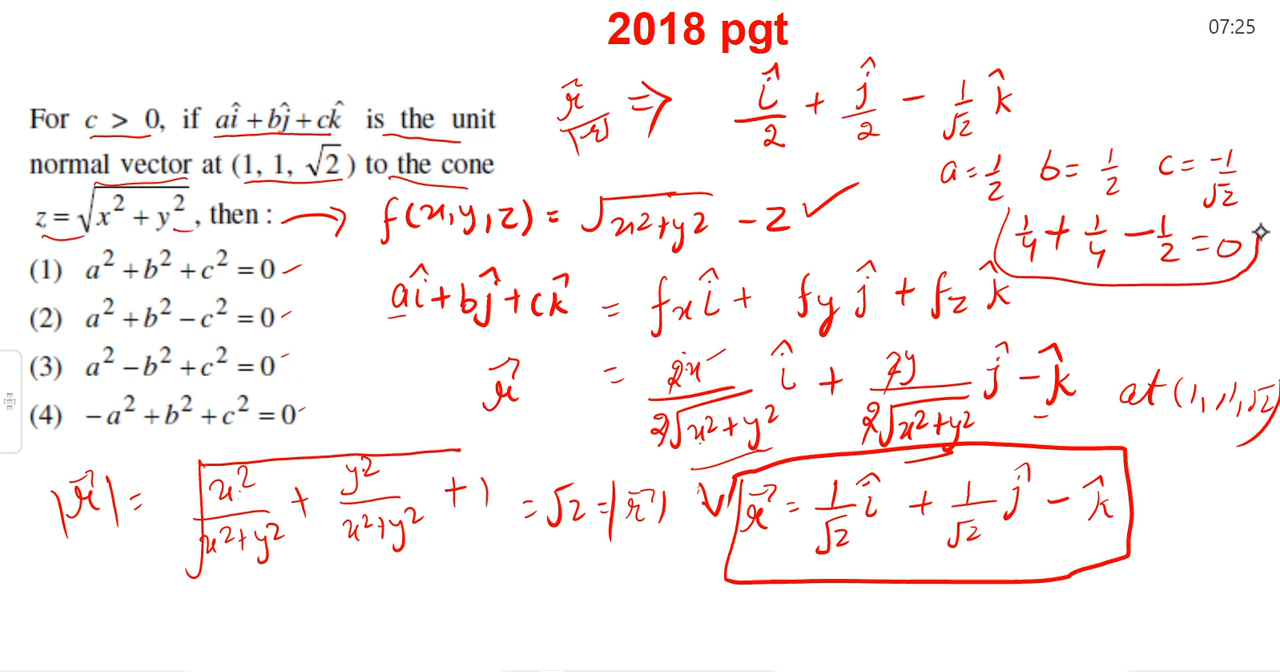 2018 pgt
07:25
For c > 0, if aî + bĵ + ck̂ is the unit
normal vector at (1, 1, √2) to the cone
z = √(x² + y²), then :
(1) a² + b² + c² = 0
(2) a² + b² − c² = 0
(3) a² − b² + c² = 0
(4) −a² + b² + c² = 0
r⃗/|r⃗| ⇒ î/2 + ĵ/2 − 1/√2 k̂
a = 1/2 b = 1/2 c = −1/√2
1/4 + 1/4 − 1/2 = 0
→ f(x,y,z) = √(x²+y²) − z ✓
aî + bĵ + ck̂ = fx î + fy ĵ + fz k̂
r⃗ = 2x/2√(x²+y²) î + 2y/2√(x²+y²) ĵ − k̂ at (1,1,√2)
|r⃗| = √(x²/(x²+y²) + y²/(x²+y²) + 1) = √2 = |r⃗|
r⃗ = 1/√2 î + 1/√2 ĵ − k̂